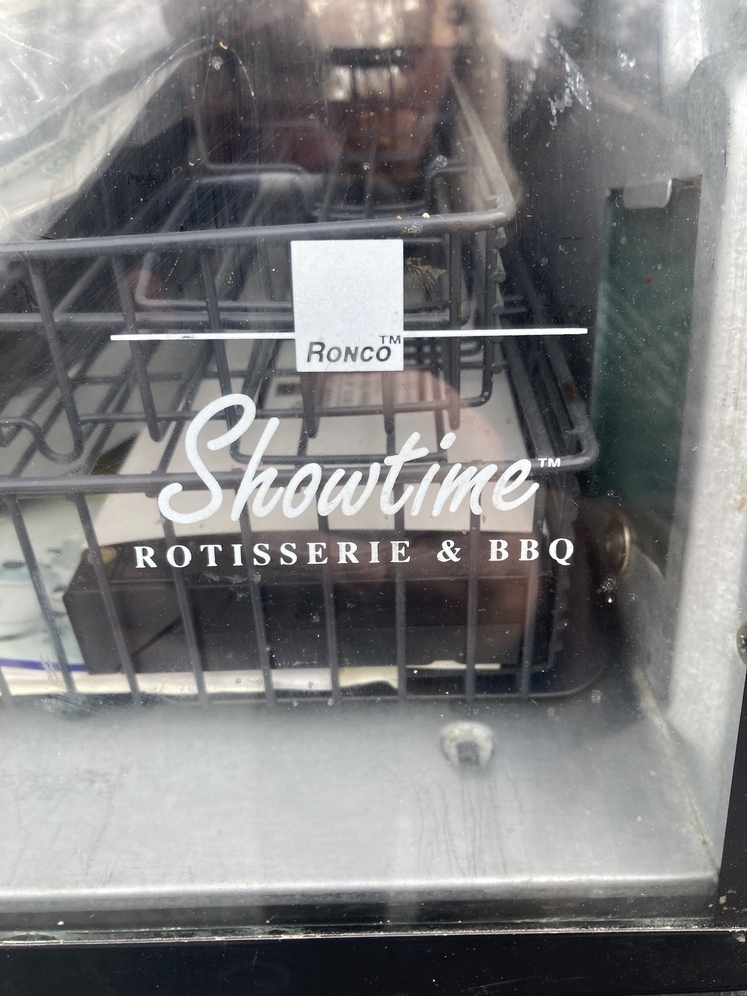 RONCO™
Showtime™
ROTISSERIE & BBQ